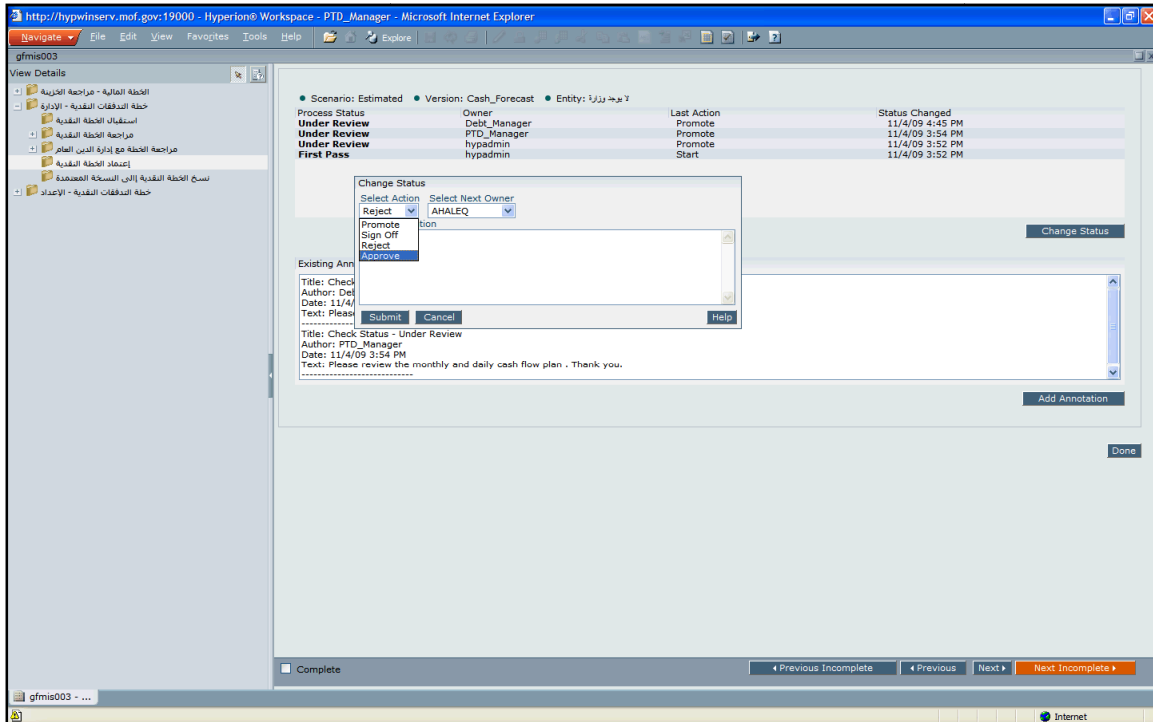 http://hypwinserv.mof.gov:19000 - Hyperion® Workspace - PTD_Manager - Microsoft Internet Explorer
Navigate File Edit View Favorites Tools Help Explore
gfmis003
View Details
الخطة المالية - مراجعة الخزينة
خطة التدفقات النقدية - الإدارة
استقبال الخطة النقدية
مراجعة الخطة النقدية
مراجعة الخطة مع إدارة الدين العام
إعتماد الخطة النقدية
نسخ الخطة النقدية إالى النسخة المعتمدة
خطة التدفقات النقدية - الإعداد
Scenario: Estimated Version: Cash_Forecast Entity: لا يوجد وزارة
Process Status Owner Last Action Status Changed
Under Review Debt_Manager Promote 11/4/09 4:45 PM
Under Review PTD_Manager Promote 11/4/09 3:54 PM
Under Review hypadmin Promote 11/4/09 3:52 PM
First Pass hypadmin Start 11/4/09 3:52 PM
Change Status
Select Action Select Next Owner
Reject AHALEQ
Promote
Sign Off
Reject
Approve
tion
Submit Cancel Help
Change Status
Existing Ann
Title: Check
Author: Deb
Date: 11/4/
Text: Please
------------
Title: Check Status - Under Review
Author: PTD_Manager
Date: 11/4/09 3:54 PM
Text: Please review the monthly and daily cash flow plan . Thank you.
----------------------------
Add Annotation
Done
Complete Previous Incomplete Previous Next Next Incomplete
gfmis003 - ...
Internet